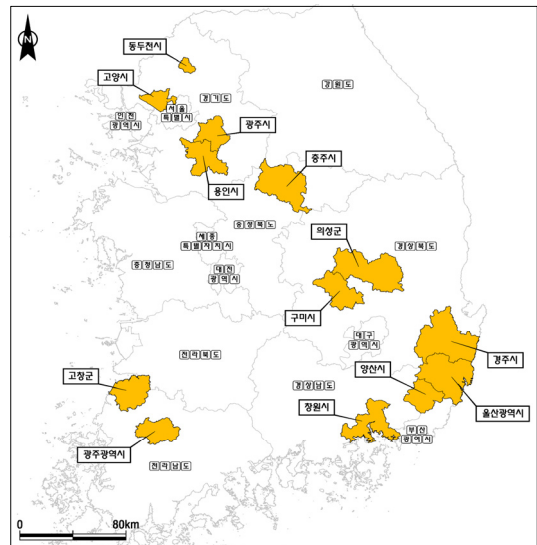 N
동두천시
고양시
강원도
경기도
서울
특별시
인천
광역시
광주시
용인시
충주시
충청북도
세종
특별자치시
의성군
경상북도
충청남도
대전
광역시
구미시
대구
광역시
전라북도
경주시
양산시
고창군
경상남도
창원시
울산광역시
부산
광역시
광주광역시
전라남도
0
80km